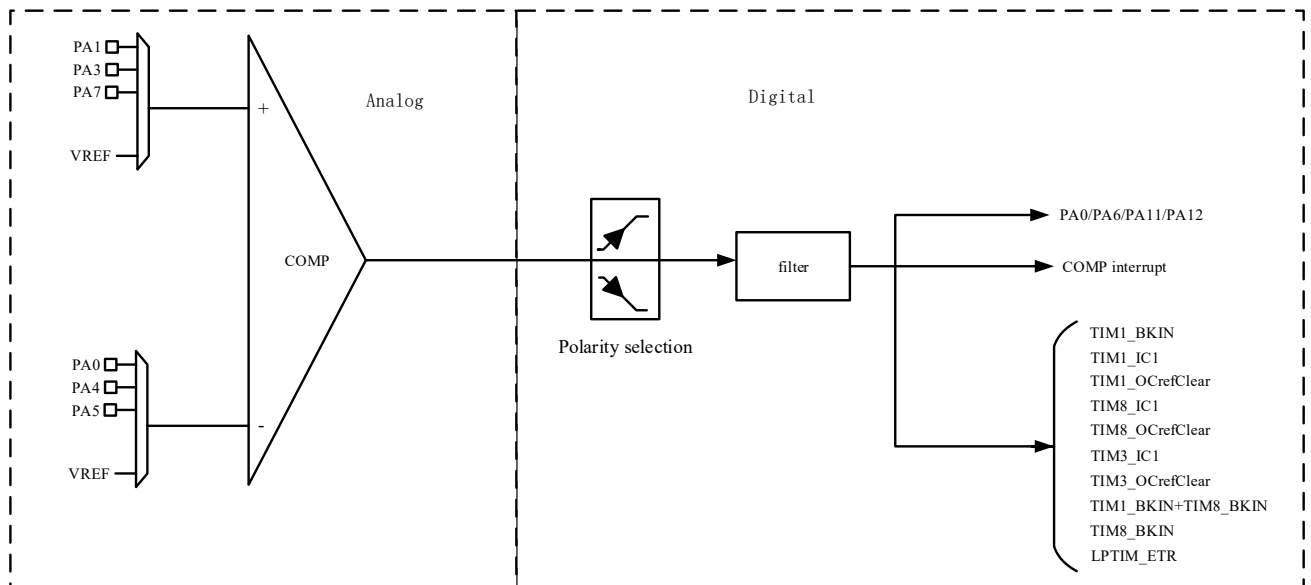 PA1
PA3
PA7
VREF
+
Analog
Digital
COMP
PA0/PA6/PA11/PA12
filter
COMP interrupt
Polarity selection
PA0
PA4
PA5
VREF
-
TIM1_BKIN
TIM1_IC1
TIM1_OCrefClear
TIM8_IC1
TIM8_OCrefClear
TIM3_IC1
TIM3_OCrefClear
TIM1_BKIN+TIM8_BKIN
TIM8_BKIN
LPTIM_ETR